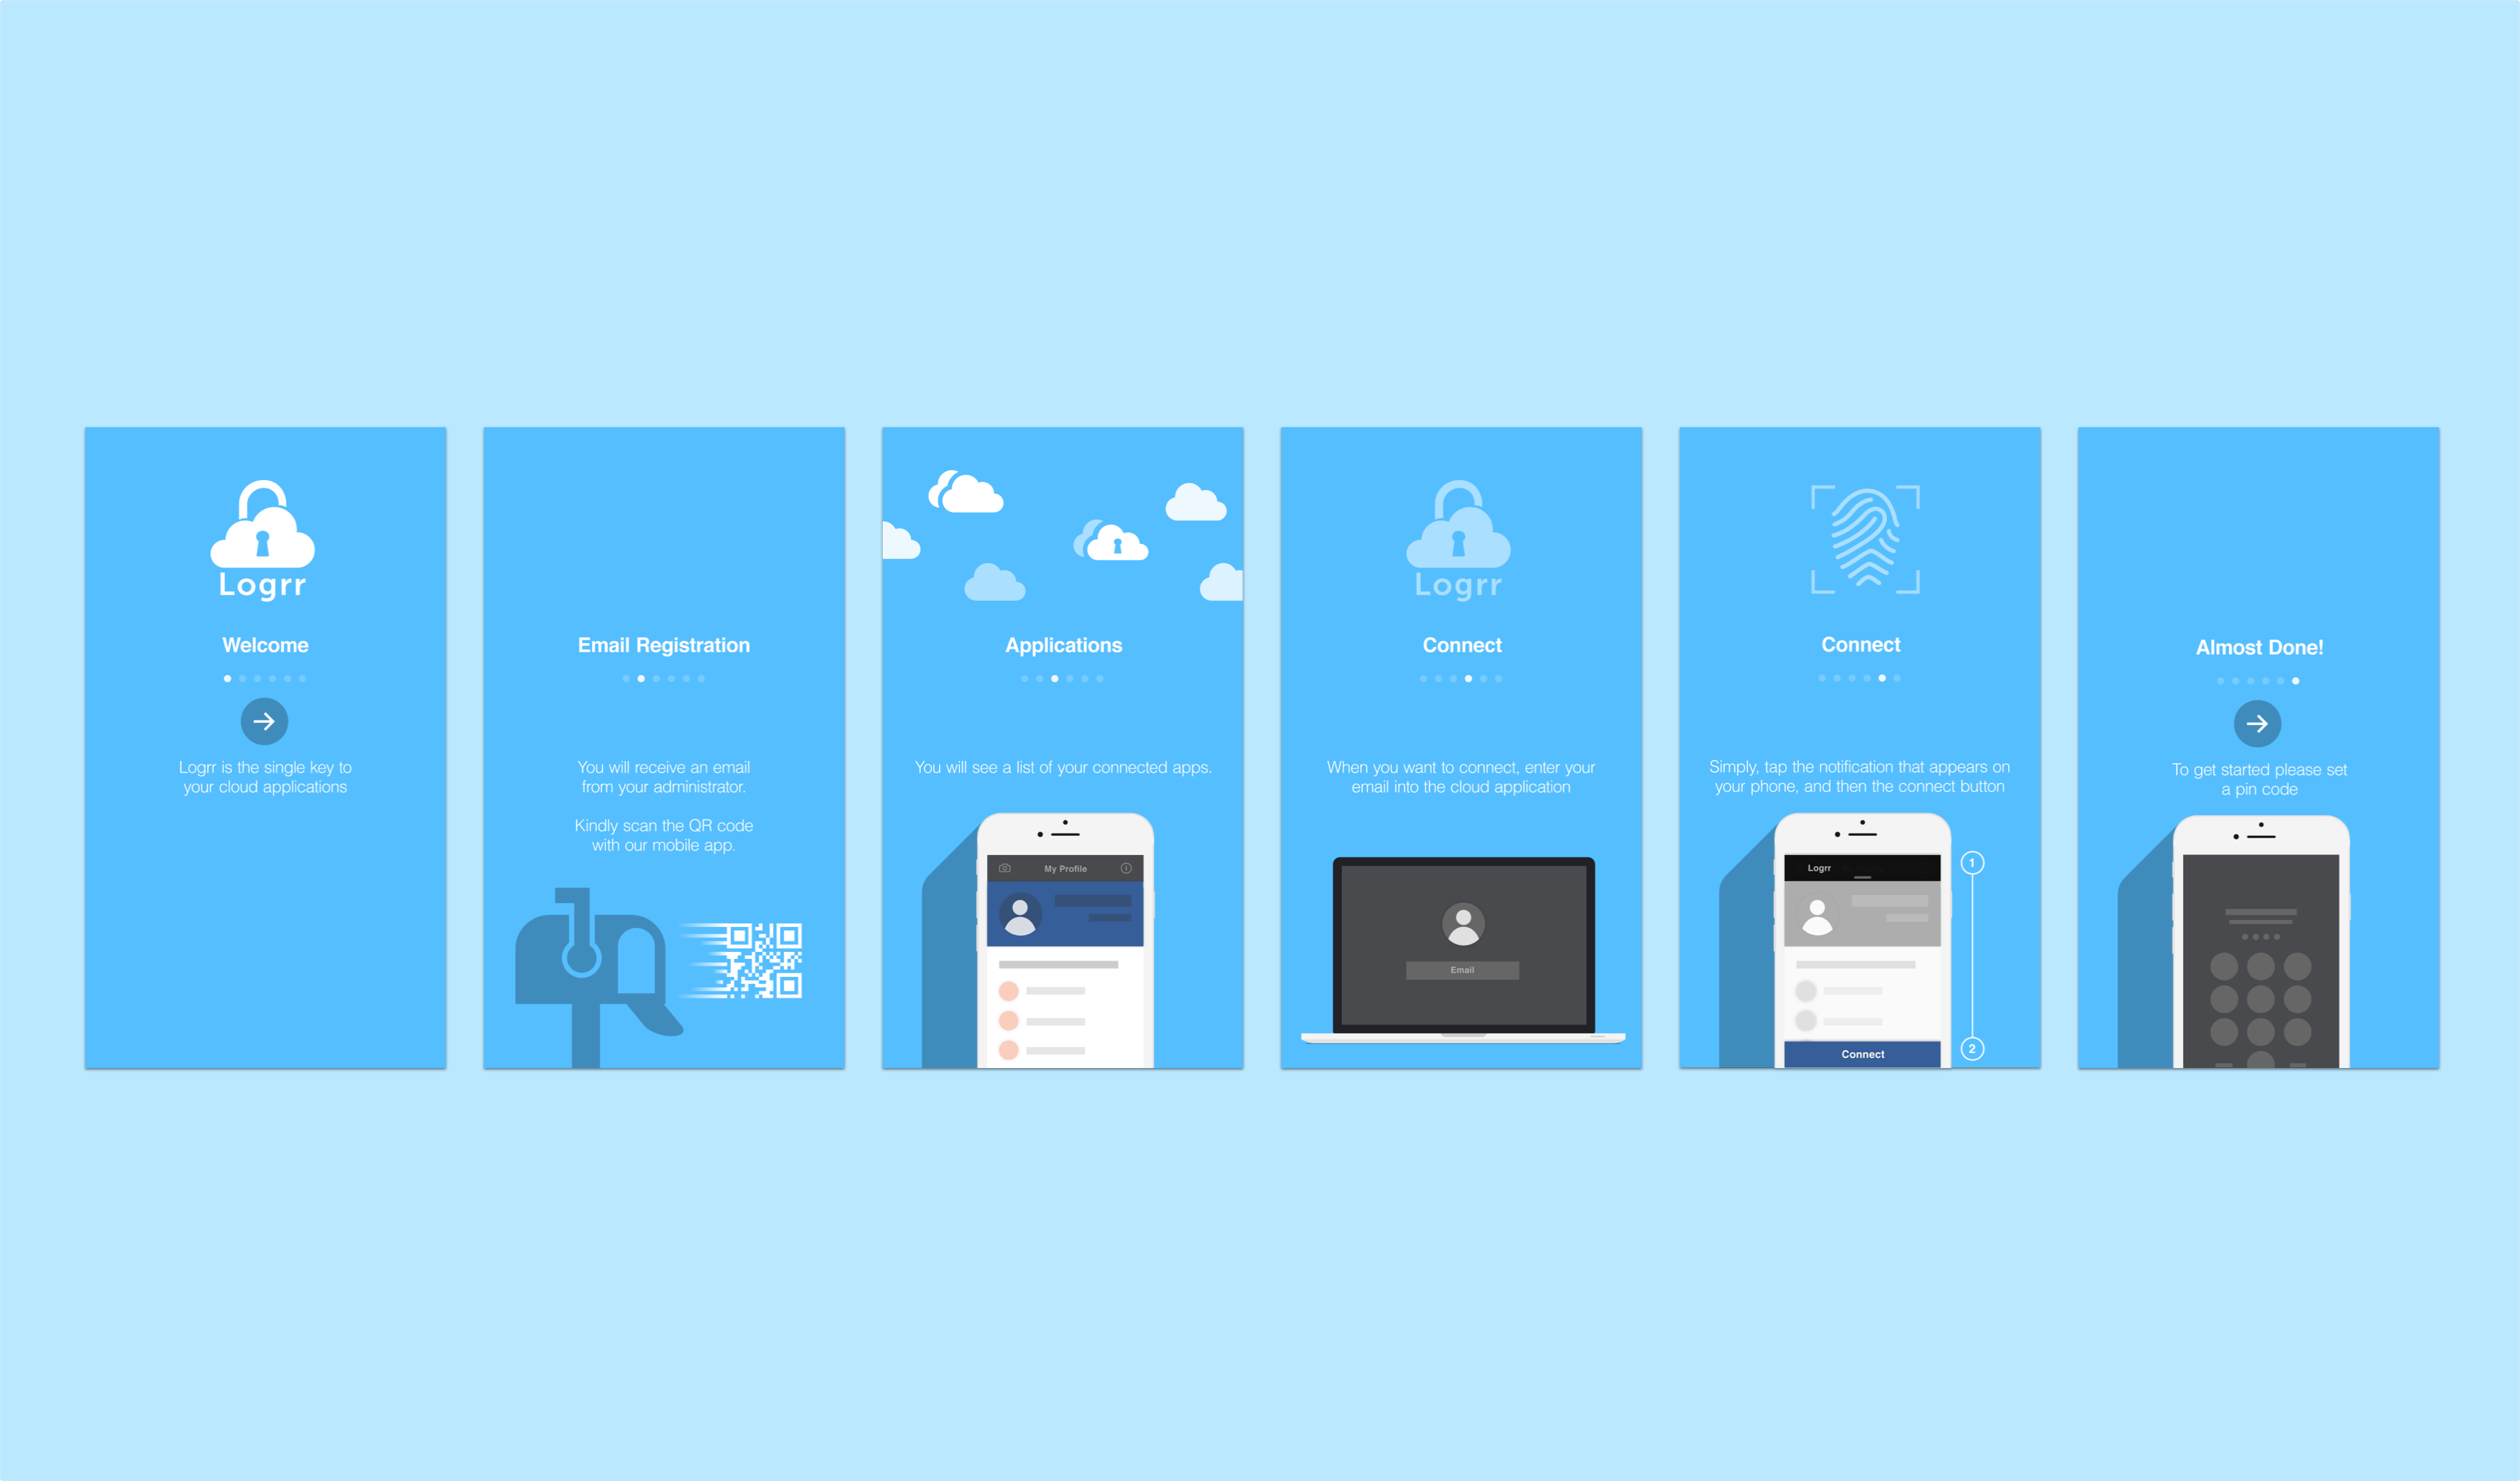 Logrr
Welcome
Logrr is the single key to
your cloud applications
Email Registration
You will receive an email
from your administrator.
Kindly scan the QR code
with our mobile app.
Applications
You will see a list of your connected apps.
My Profile
Logrr
Connect
When you want to connect, enter your
email into the cloud application
Email
Connect
Simply, tap the notification that appears on
your phone, and then the connect button
Logrr
1
2
Connect
Almost Done!
To get started please set
a pin code